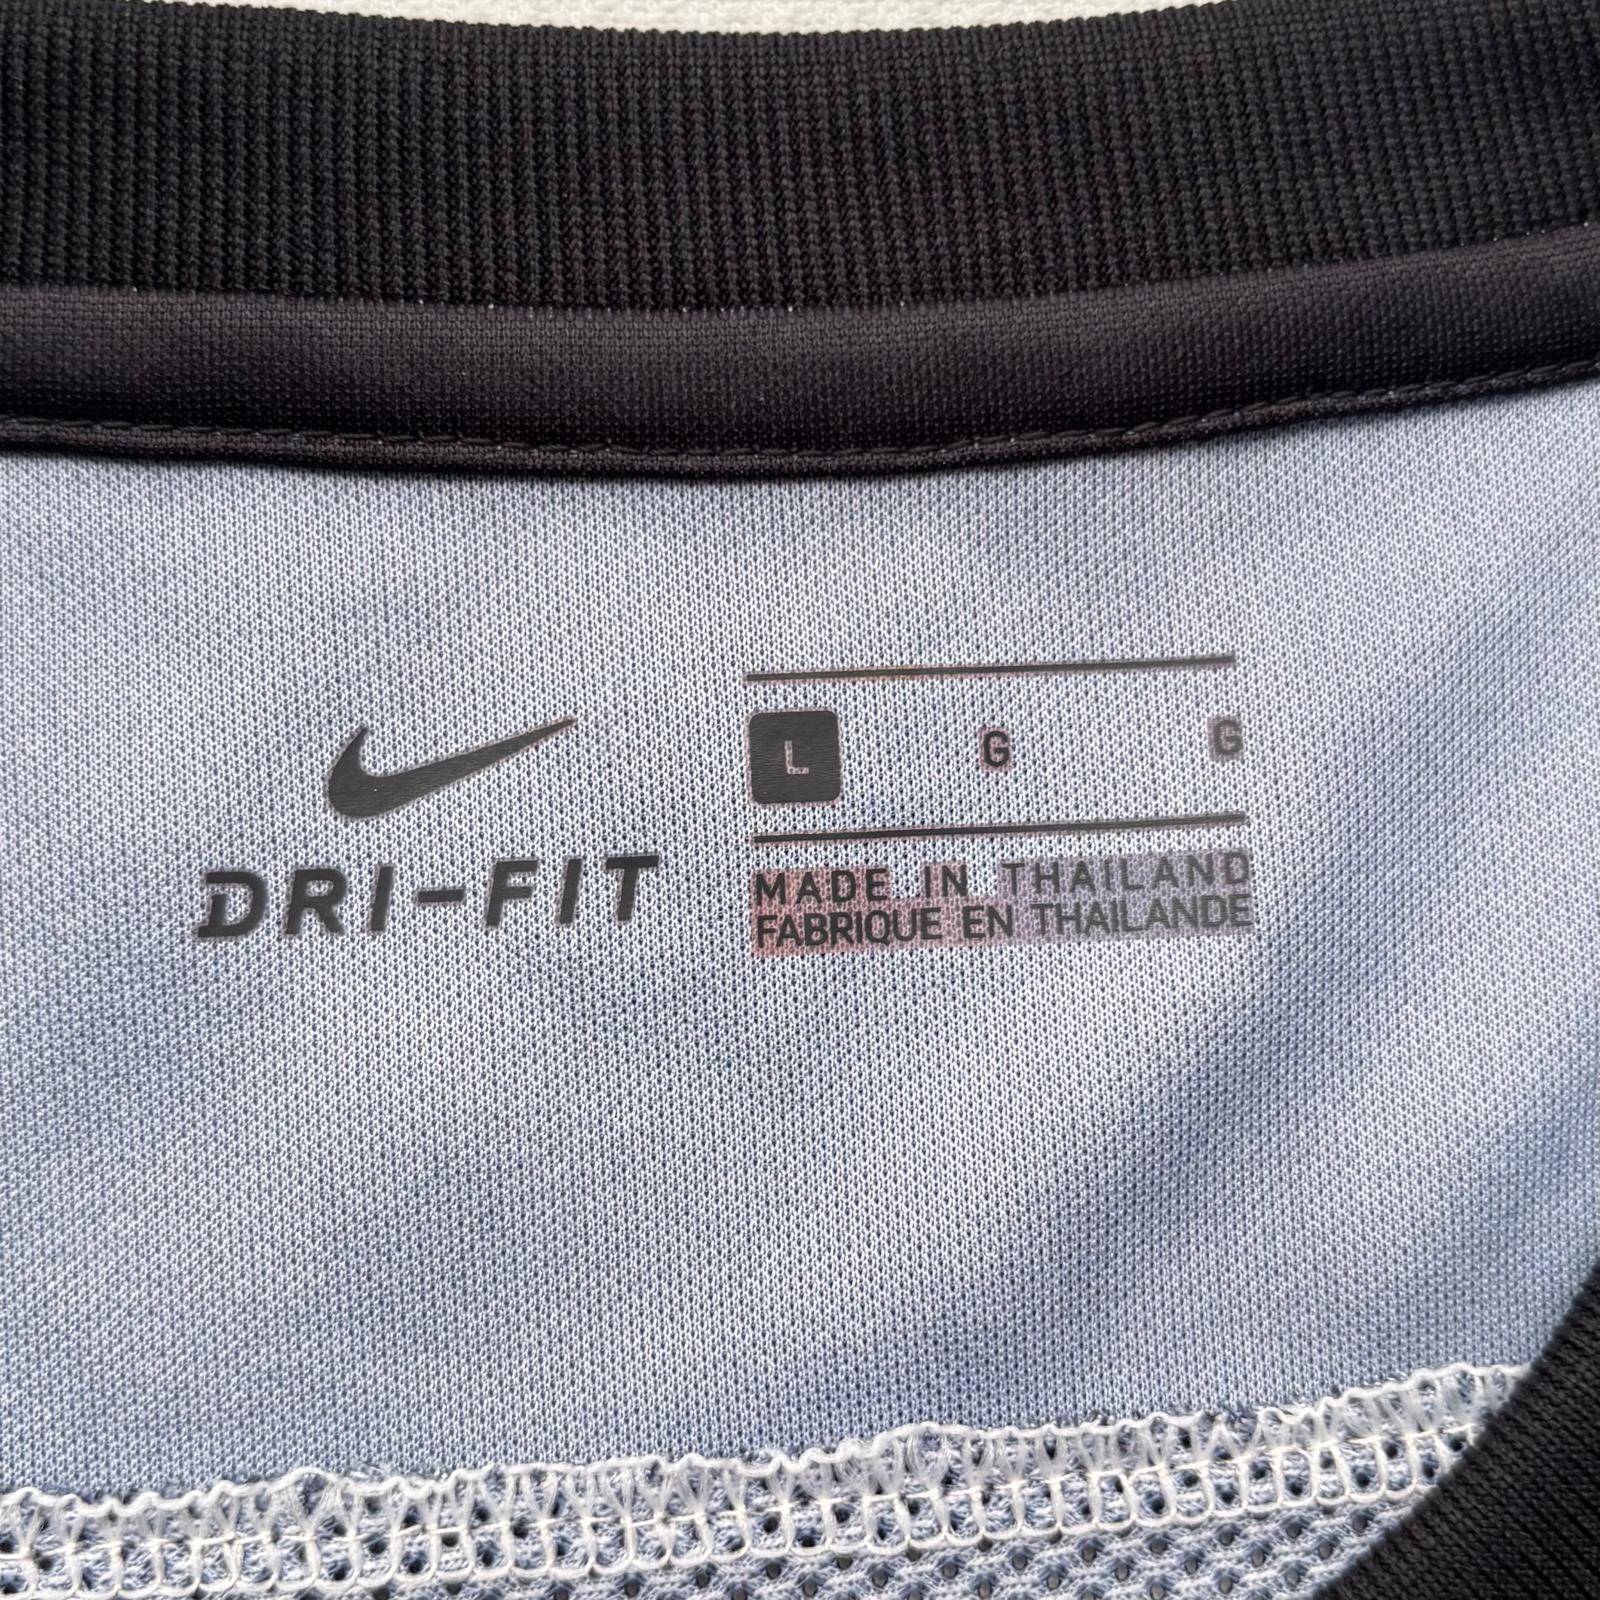 DRI-FIT
L G G
MADE IN THAILAND
FABRIQUE EN THAILANDE